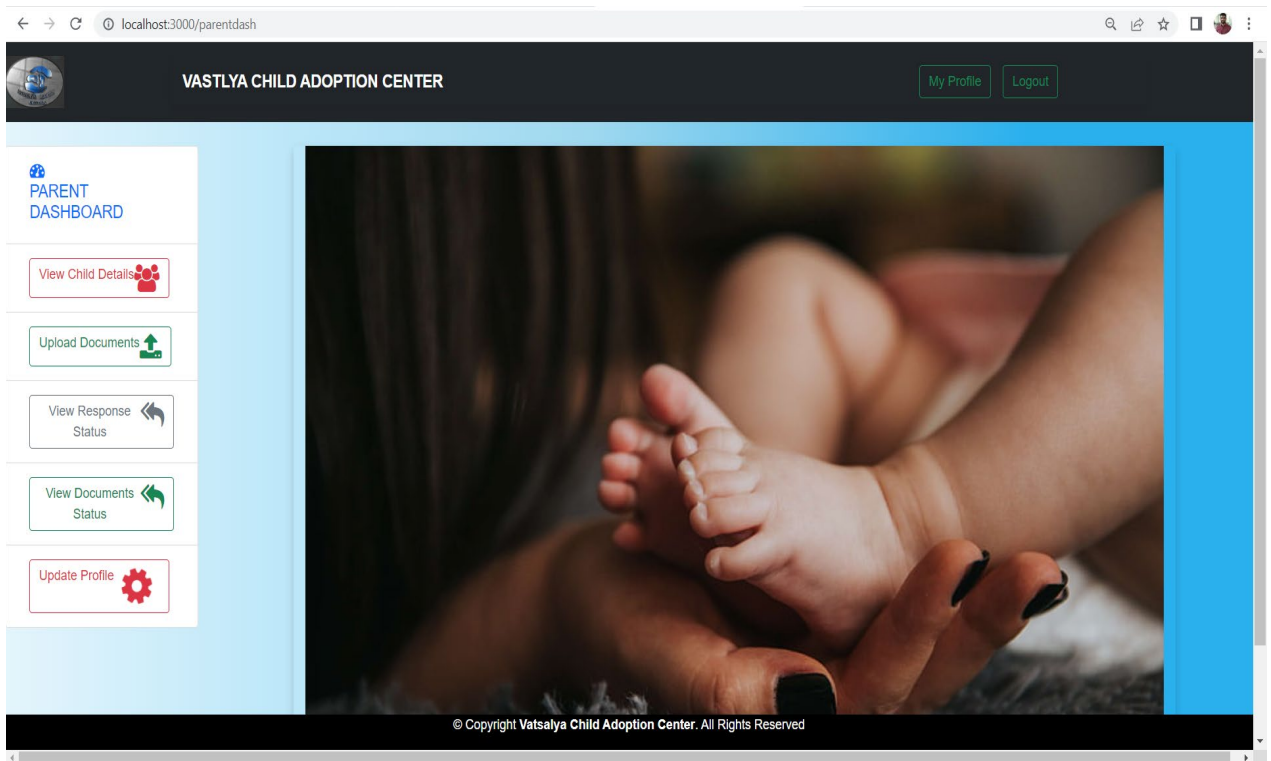 localhost:3000/parentdash
VASTLYA CHILD ADOPTION CENTER
My Profile
Logout
PARENT
DASHBOARD
View Child Details
Upload Documents
View Response
Status
View Documents
Status
Update Profile
© Copyright Vatsalya Child Adoption Center. All Rights Reserved